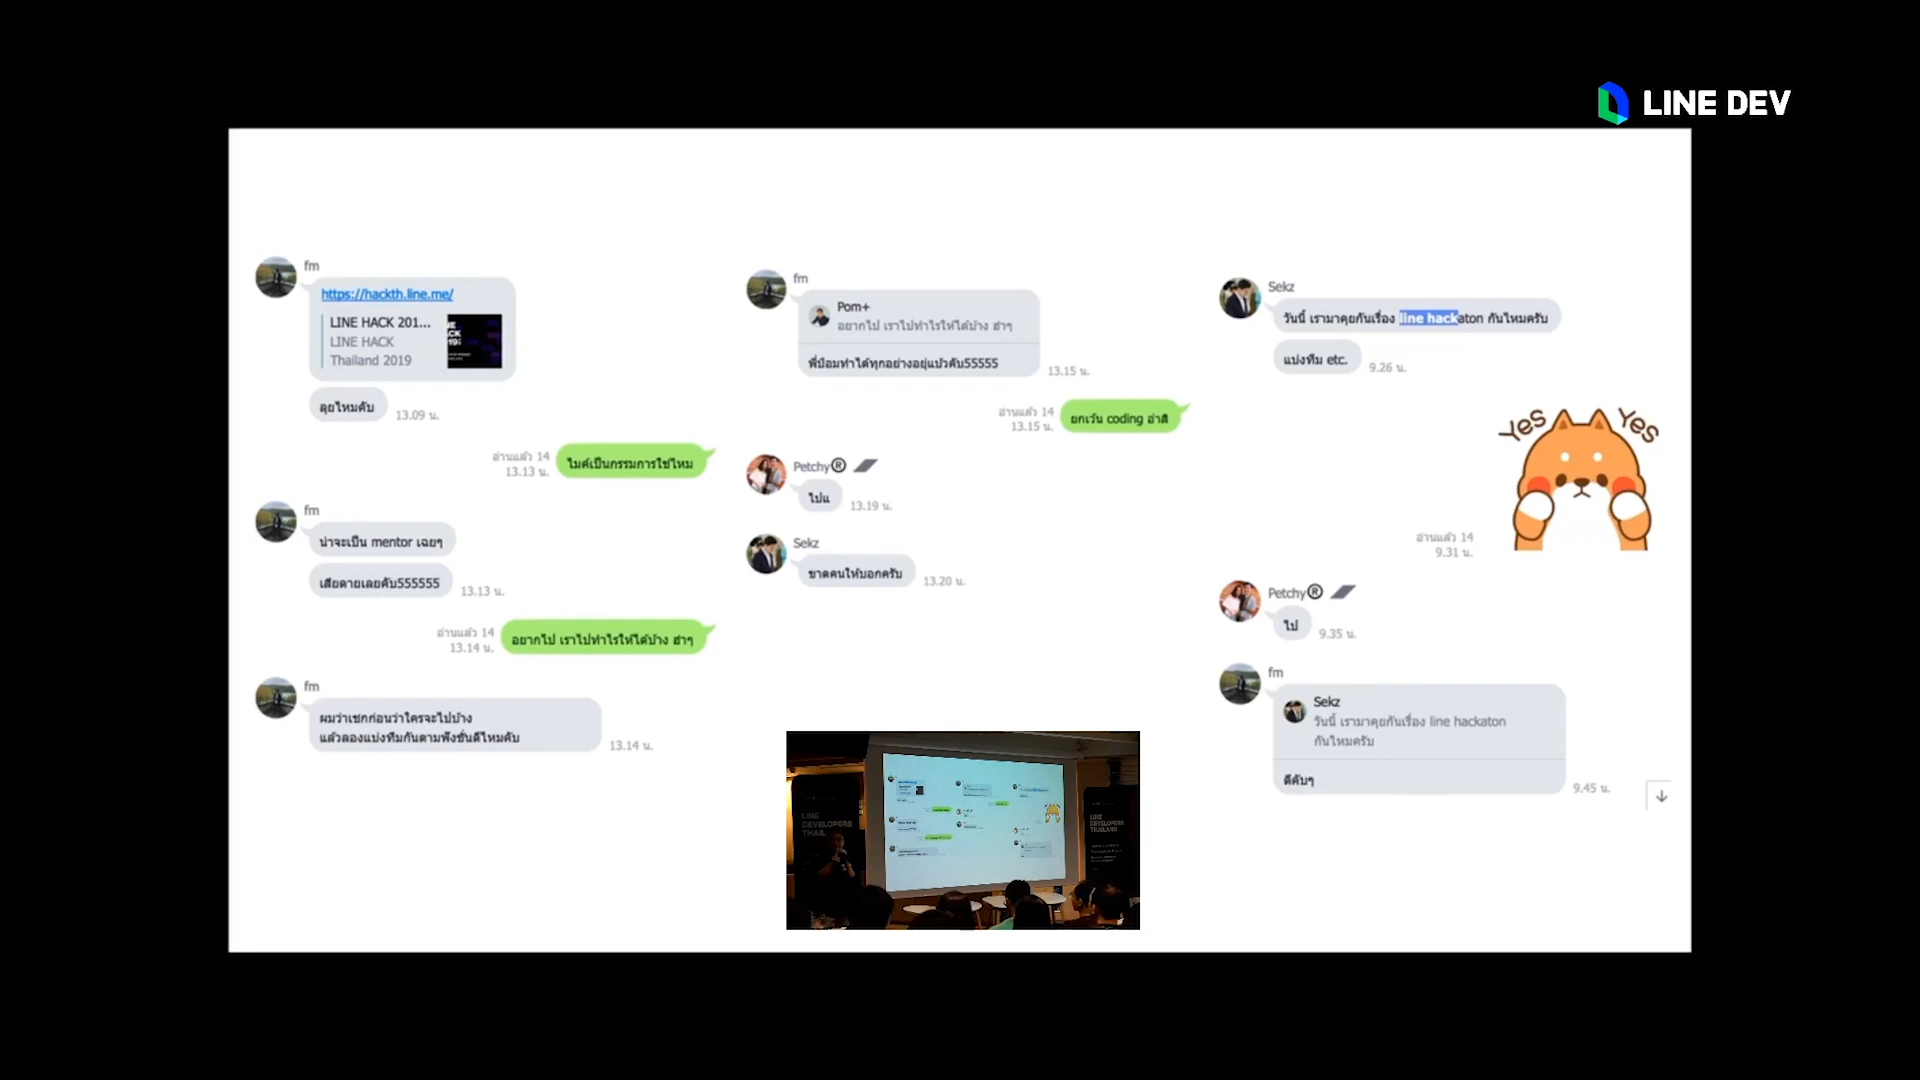 LINE DEV
fm
https://hackth.line.me/
LINE HACK 201...
LINE HACK
Thailand 2019
ลุยไหมคับ
13.09 น.
อ่านแล้ว 14
13.13 น.
ไมค์เป็นกรรมการใช่ไหม
fm
น่าจะเป็น mentor เฉยๆ
เสียดายเลยคับ555555
13.13 น.
อ่านแล้ว 14
13.14 น.
อยากไป เราไปทำไรให้ได้บ้าง ฮ่าๆ
fm
ผมว่าเชกก่อนว่าใครจะไปบ้าง
แล้วลองแบ่งทีมกันตามฟังชั่นดีไหมคับ
13.14 น.
fm
Pom+
อยากไป เราไปทำไรให้ได้บ้าง ฮ่าๆ
พี่ป้อมทำได้ทุกอย่างอยู่แบ้วคับ55555
13.15 น.
อ่านแล้ว 14
13.15 น.
ยกเว้น coding อ่าสิ
Petchy®
ไปแ
13.19 น.
Sekz
ขาดคนให้บอกครับ
13.20 น.
Sekz
วันนี้ เรามาคุยกันเรื่อง line hackaton กันไหมครับ
แบ่งทีม etc.
9.26 น.
Yes Yes
อ่านแล้ว 14
9.31 น.
Petchy®
ไป
9.35 น.
fm
Sekz
วันนี้ เรามาคุยกันเรื่อง line hackaton
กันไหมครับ
ดีคับๆ
9.45 น.
LINE
DEVELOPERS
THAIL
LINE
DEVELOPERS
THAILAND